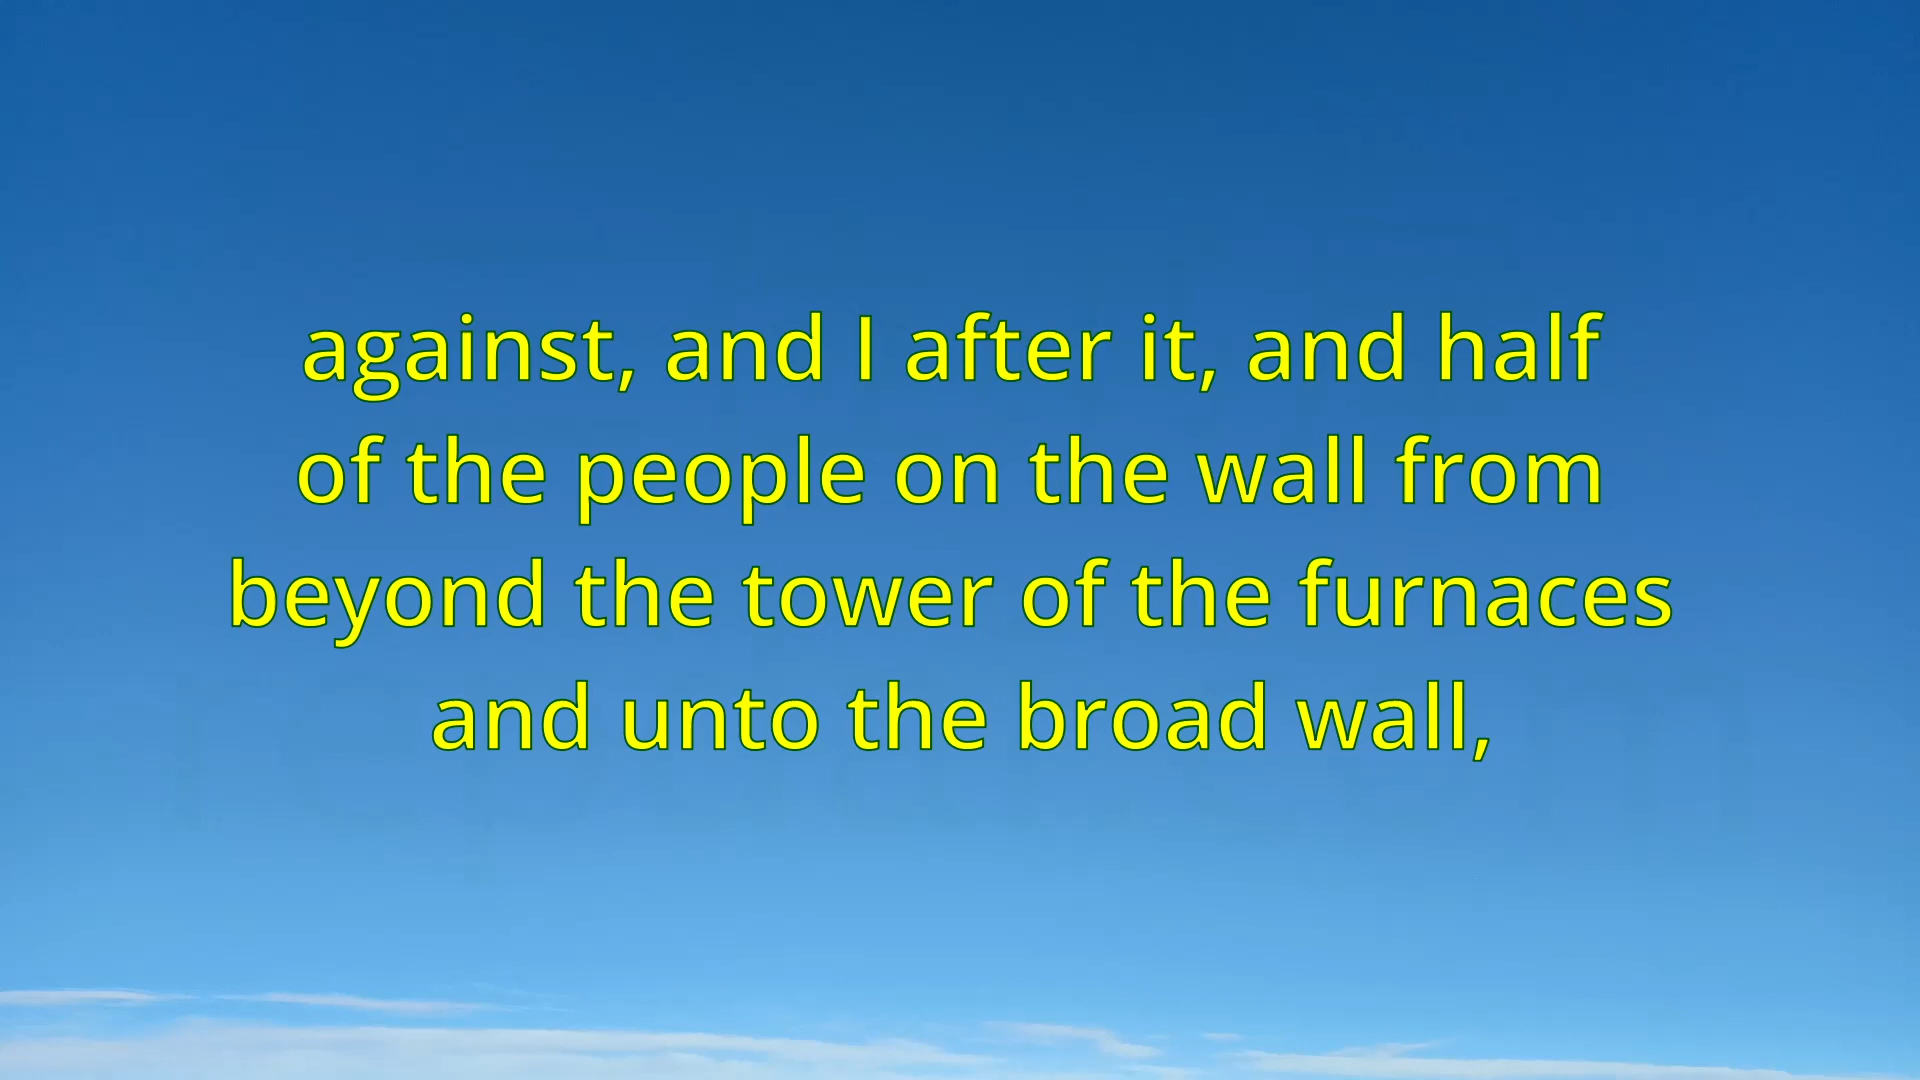 against, and I after it, and half
of the people on the wall from
beyond the tower of the furnaces
and unto the broad wall,